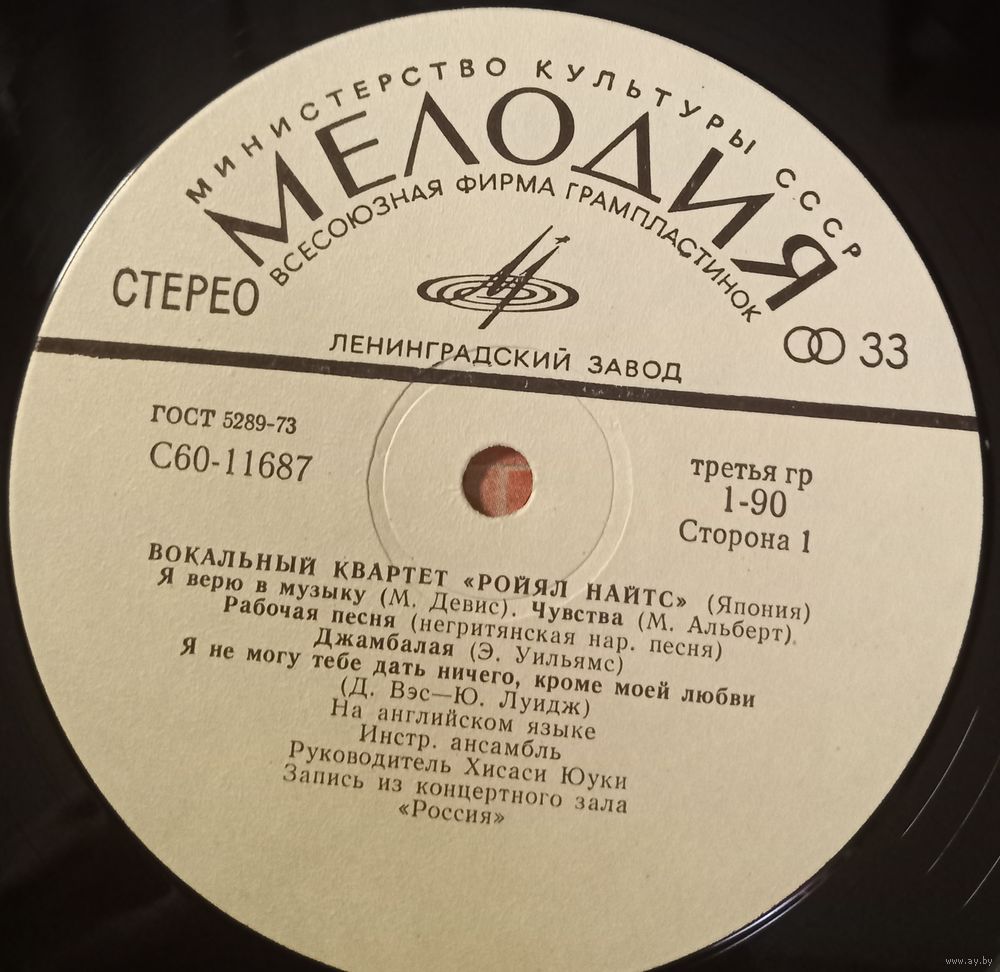 МИНИСТЕРСТВО КУЛЬТУРЫ СССР
МЕЛОДИЯ
ВСЕСОЮЗНАЯ ФИРМА ГРАМПЛАСТИНОК
СТЕРЕО
33
ЛЕНИНГРАДСКИЙ ЗАВОД
ГОСТ 5289-73
С60-11687
третья гр
1-90
Сторона 1
ВОКАЛЬНЫЙ КВАРТЕТ «РОЙЯЛ НАЙТС» (Япония)
Я верю в музыку (М. Девис). Чувства (М. Альберт).
Рабочая песня (негритянская нар. песня)
Джамбалая (Э. Уильямс)
Я не могу тебе дать ничего, кроме моей любви
(Д. Вэс—Ю. Луидж)
На английском языке
Инстр. ансамбль
Руководитель Хисаси Юуки
Запись из концертного зала
«Россия»
www.ay.by